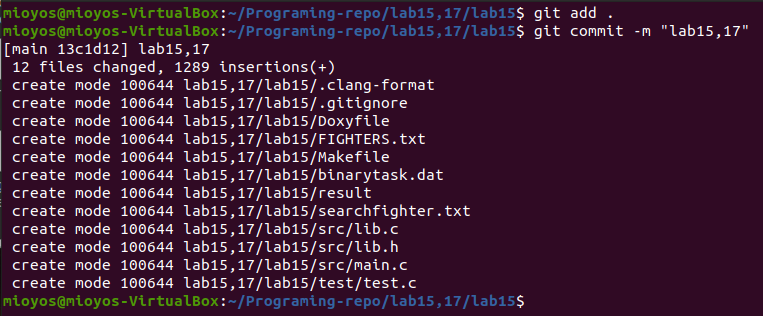 mioyos@mioyos-VirtualBox:~/Programing-repo/lab15,17/lab15$ git add .
mioyos@mioyos-VirtualBox:~/Programing-repo/lab15,17/lab15$ git commit -m "lab15,17"
[main 13c1d12] lab15,17
 12 files changed, 1289 insertions(+)
 create mode 100644 lab15,17/lab15/.clang-format
 create mode 100644 lab15,17/lab15/.gitignore
 create mode 100644 lab15,17/lab15/Doxyfile
 create mode 100644 lab15,17/lab15/FIGHTERS.txt
 create mode 100644 lab15,17/lab15/Makefile
 create mode 100644 lab15,17/lab15/binarytask.dat
 create mode 100644 lab15,17/lab15/result
 create mode 100644 lab15,17/lab15/searchfighter.txt
 create mode 100644 lab15,17/lab15/src/lib.c
 create mode 100644 lab15,17/lab15/src/lib.h
 create mode 100644 lab15,17/lab15/src/main.c
 create mode 100644 lab15,17/lab15/test/test.c
mioyos@mioyos-VirtualBox:~/Programing-repo/lab15,17/lab15$